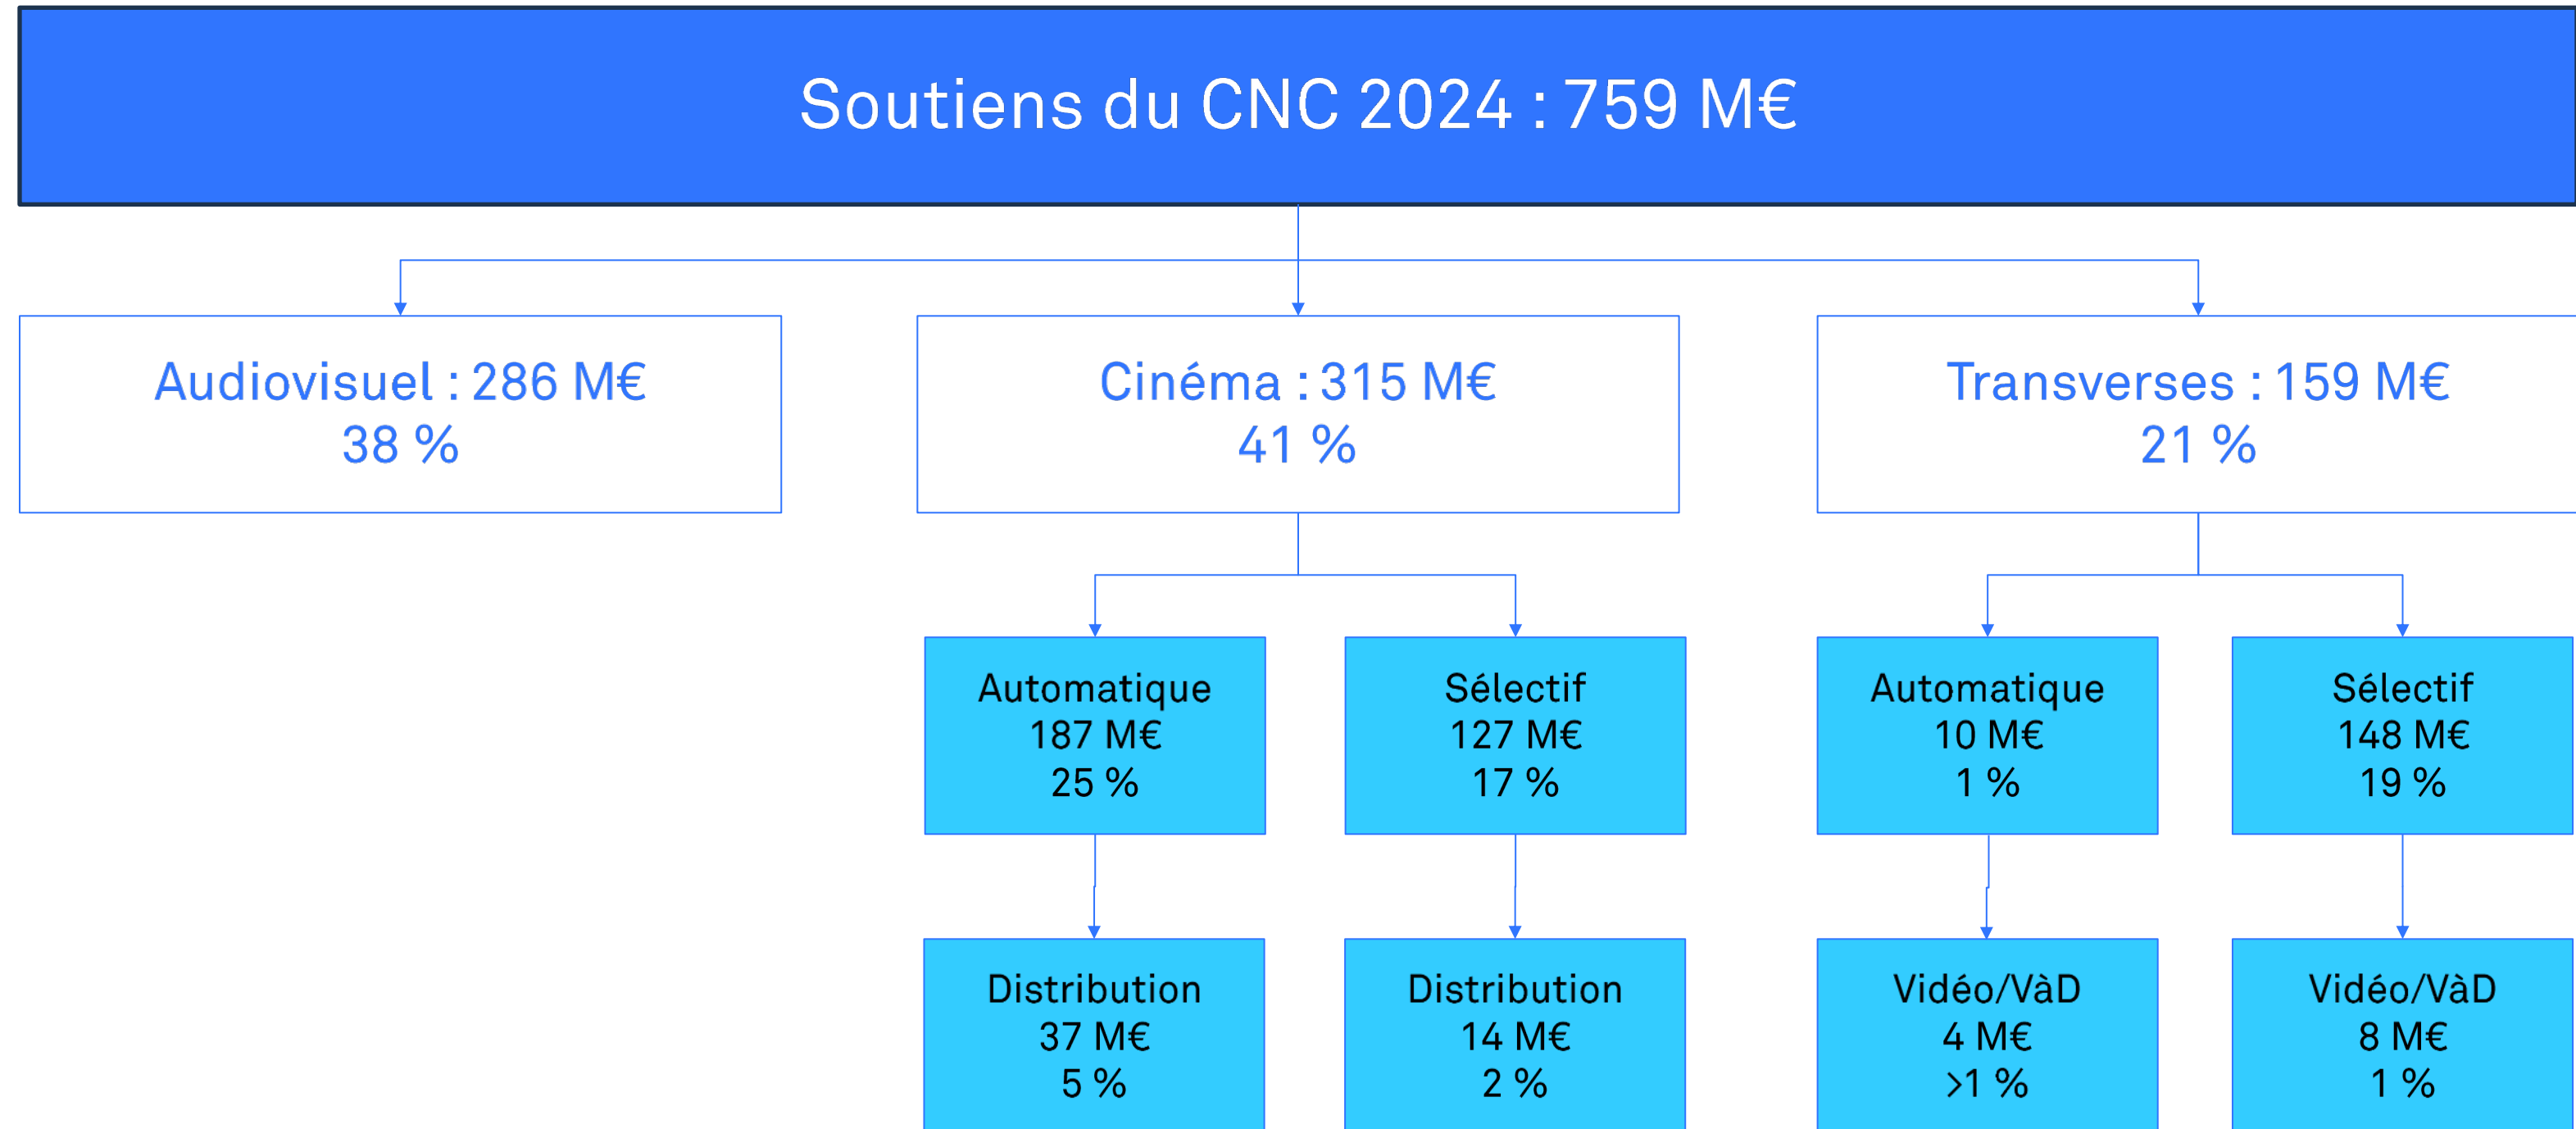 Soutiens du CNC 2024 : 759 M€
Audiovisuel : 286 M€
38 %
Cinéma : 315 M€
41 %
Transverses : 159 M€
21 %
Automatique
187 M€
25 %
Sélectif
127 M€
17 %
Automatique
10 M€
1 %
Sélectif
148 M€
19 %
Distribution
37 M€
5 %
Distribution
14 M€
2 %
Vidéo/VàD
4 M€
>1 %
Vidéo/VàD
8 M€
1 %